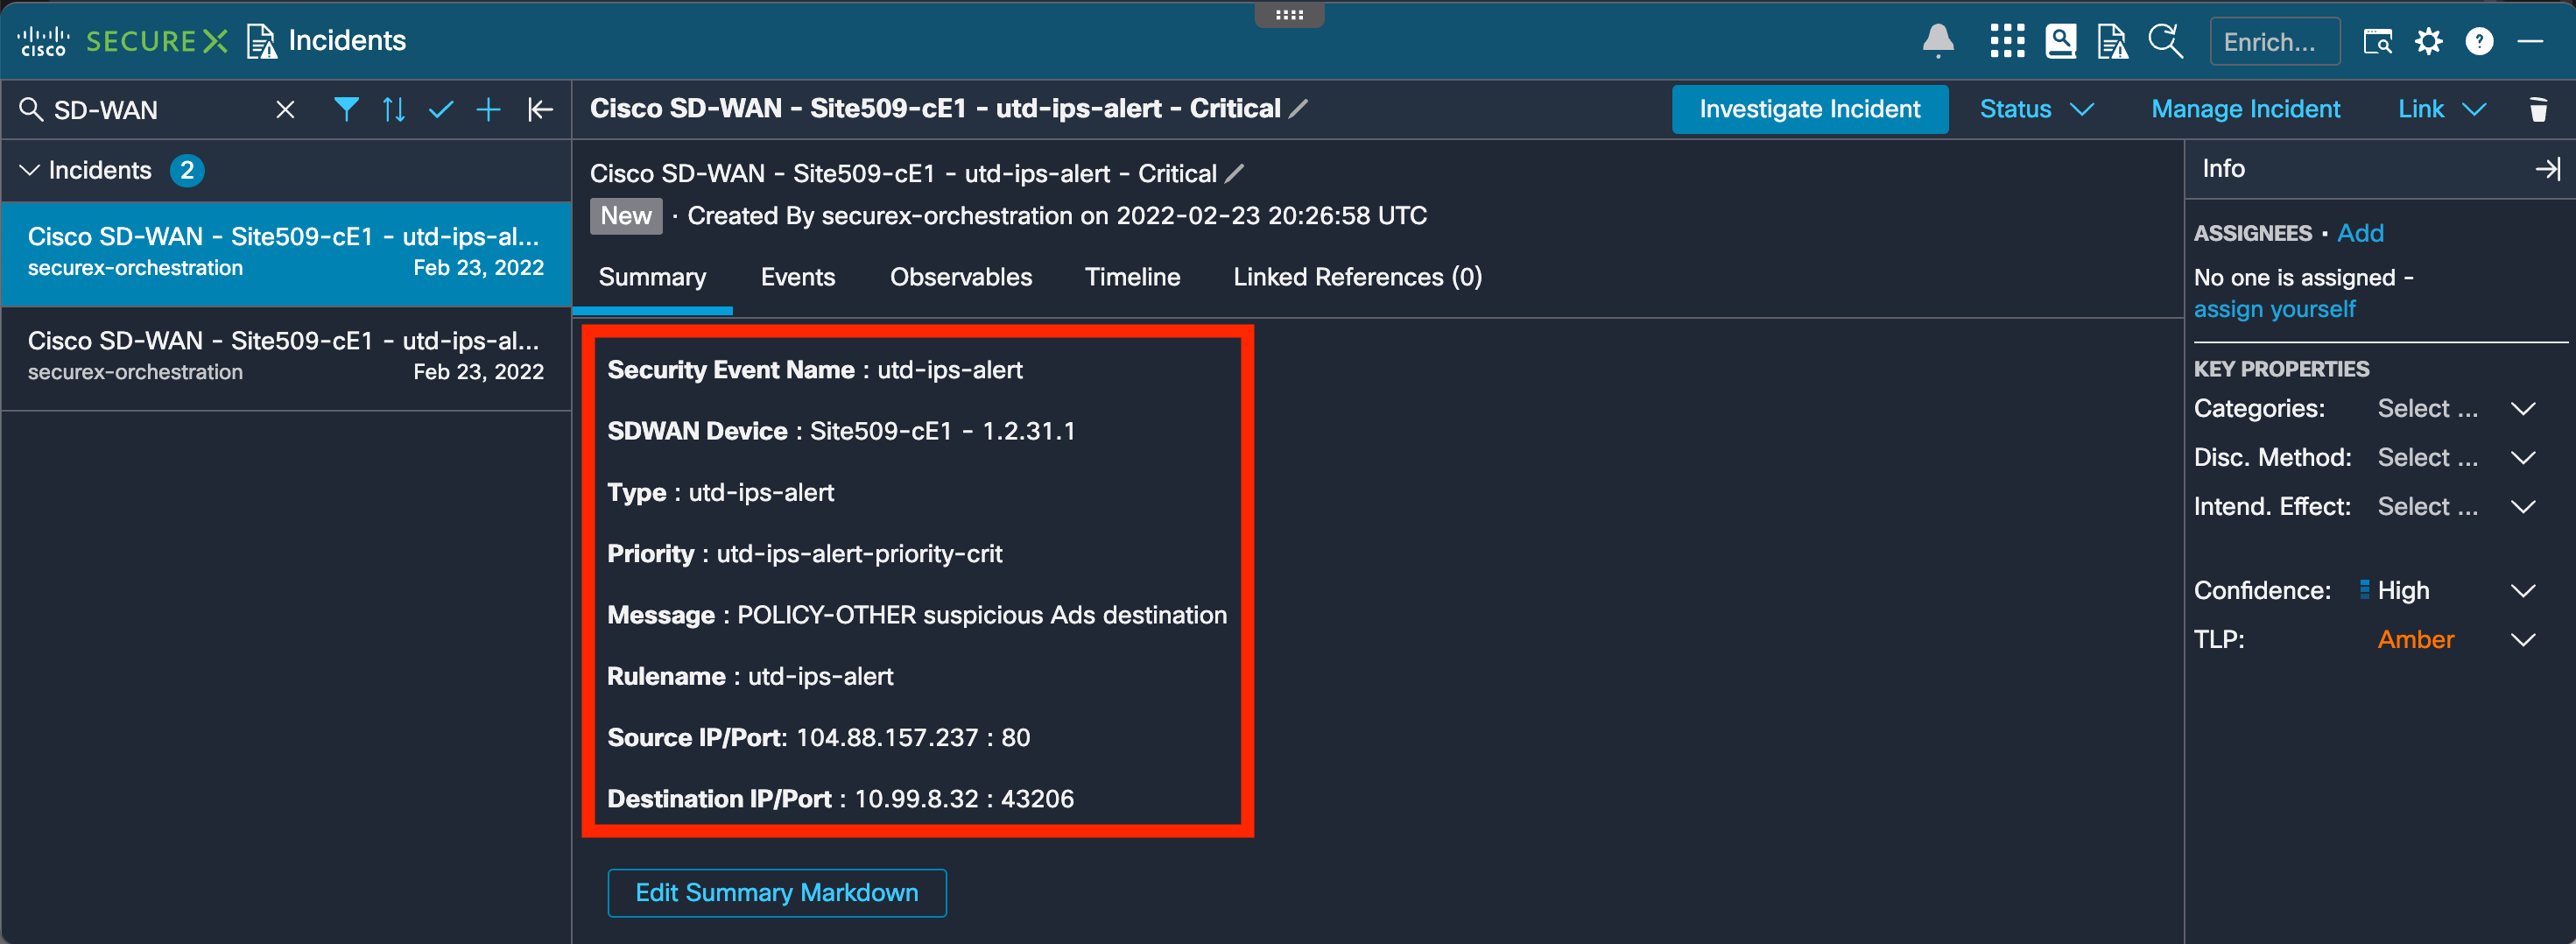 cisco SECUREX Incidents Enrich... ?
SD-WAN
Cisco SD-WAN - Site509-cE1 - utd-ips-alert - Critical Investigate Incident Status Manage Incident Link
Incidents 2
Cisco SD-WAN - Site509-cE1 - utd-ips-al...
securex-orchestration Feb 23, 2022
Cisco SD-WAN - Site509-cE1 - utd-ips-al...
securex-orchestration Feb 23, 2022
Cisco SD-WAN - Site509-cE1 - utd-ips-alert - Critical
New · Created By securex-orchestration on 2022-02-23 20:26:58 UTC
Summary Events Observables Timeline Linked References (0)
Security Event Name : utd-ips-alert
SDWAN Device : Site509-cE1 - 1.2.31.1
Type : utd-ips-alert
Priority : utd-ips-alert-priority-crit
Message : POLICY-OTHER suspicious Ads destination
Rulename : utd-ips-alert
Source IP/Port: 104.88.157.237 : 80
Destination IP/Port : 10.99.8.32 : 43206
Edit Summary Markdown
Info
ASSIGNEES · Add
No one is assigned -
assign yourself
KEY PROPERTIES
Categories: Select ...
Disc. Method: Select ...
Intend. Effect: Select ...
Confidence: High
TLP: Amber